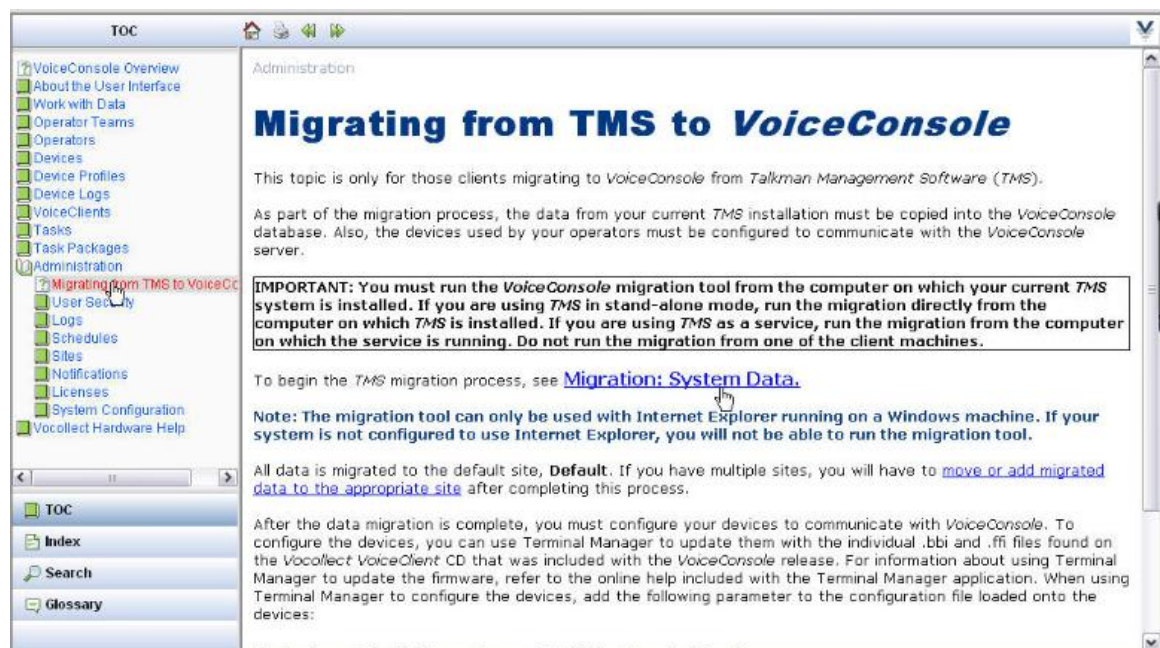 TOC
VoiceConsole Overview
About the User Interface
Work with Data
Operator Teams
Operators
Devices
Device Profiles
Device Logs
VoiceClients
Tasks
Task Packages
Administration
Migrating from TMS to VoiceCc
User Security
Logs
Schedules
Sites
Notifications
Licenses
System Configuration
Vocollect Hardware Help
TOC
Index
Search
Glossary
Administration
Migrating from TMS to VoiceConsole
This topic is only for those clients migrating to VoiceConsole from Talkman Management Software (TMS).
As part of the migration process, the data from your current TMS installation must be copied into the VoiceConsole
database. Also, the devices used by your operators must be configured to communicate with the VoiceConsole
server.
IMPORTANT: You must run the VoiceConsole migration tool from the computer on which your current TMS
system is installed. If you are using TMS in stand-alone mode, run the migration directly from the
computer on which TMS is installed. If you are using TMS as a service, run the migration from the computer
on which the service is running. Do not run the migration from one of the client machines.
To begin the TMS migration process, see Migration: System Data.
Note: The migration tool can only be used with Internet Explorer running on a Windows machine. If your
system is not configured to use Internet Explorer, you will not be able to run the migration tool.
All data is migrated to the default site, Default. If you have multiple sites, you will have to move or add migrated
data to the appropriate site after completing this process.
After the data migration is complete, you must configure your devices to communicate with VoiceConsole. To
configure the devices, you can use Terminal Manager to update them with the individual .bbi and .ffi files found on
the Vocollect VoiceClient CD that was included with the VoiceConsole release. For information about using Terminal
Manager to update the firmware, refer to the online help included with the Terminal Manager application. When using
Terminal Manager to configure the devices, add the following parameter to the configuration file loaded onto the
devices: